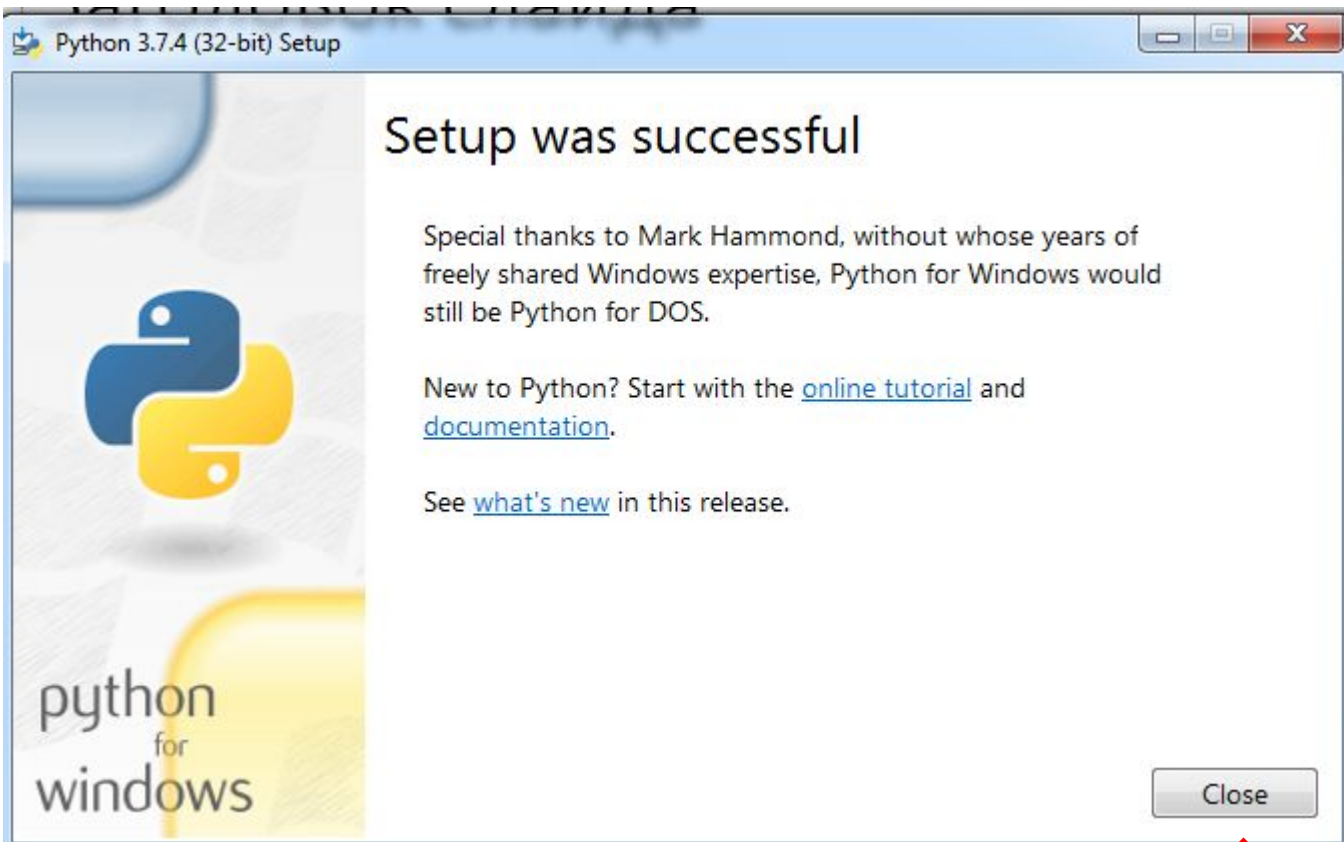 Заголовок слайда
Python 3.7.4 (32-bit) Setup
Setup was successful
Special thanks to Mark Hammond, without whose years of
freely shared Windows expertise, Python for Windows would
still be Python for DOS.
New to Python? Start with the online tutorial and
documentation.
See what's new in this release.
python
for
windows
Close